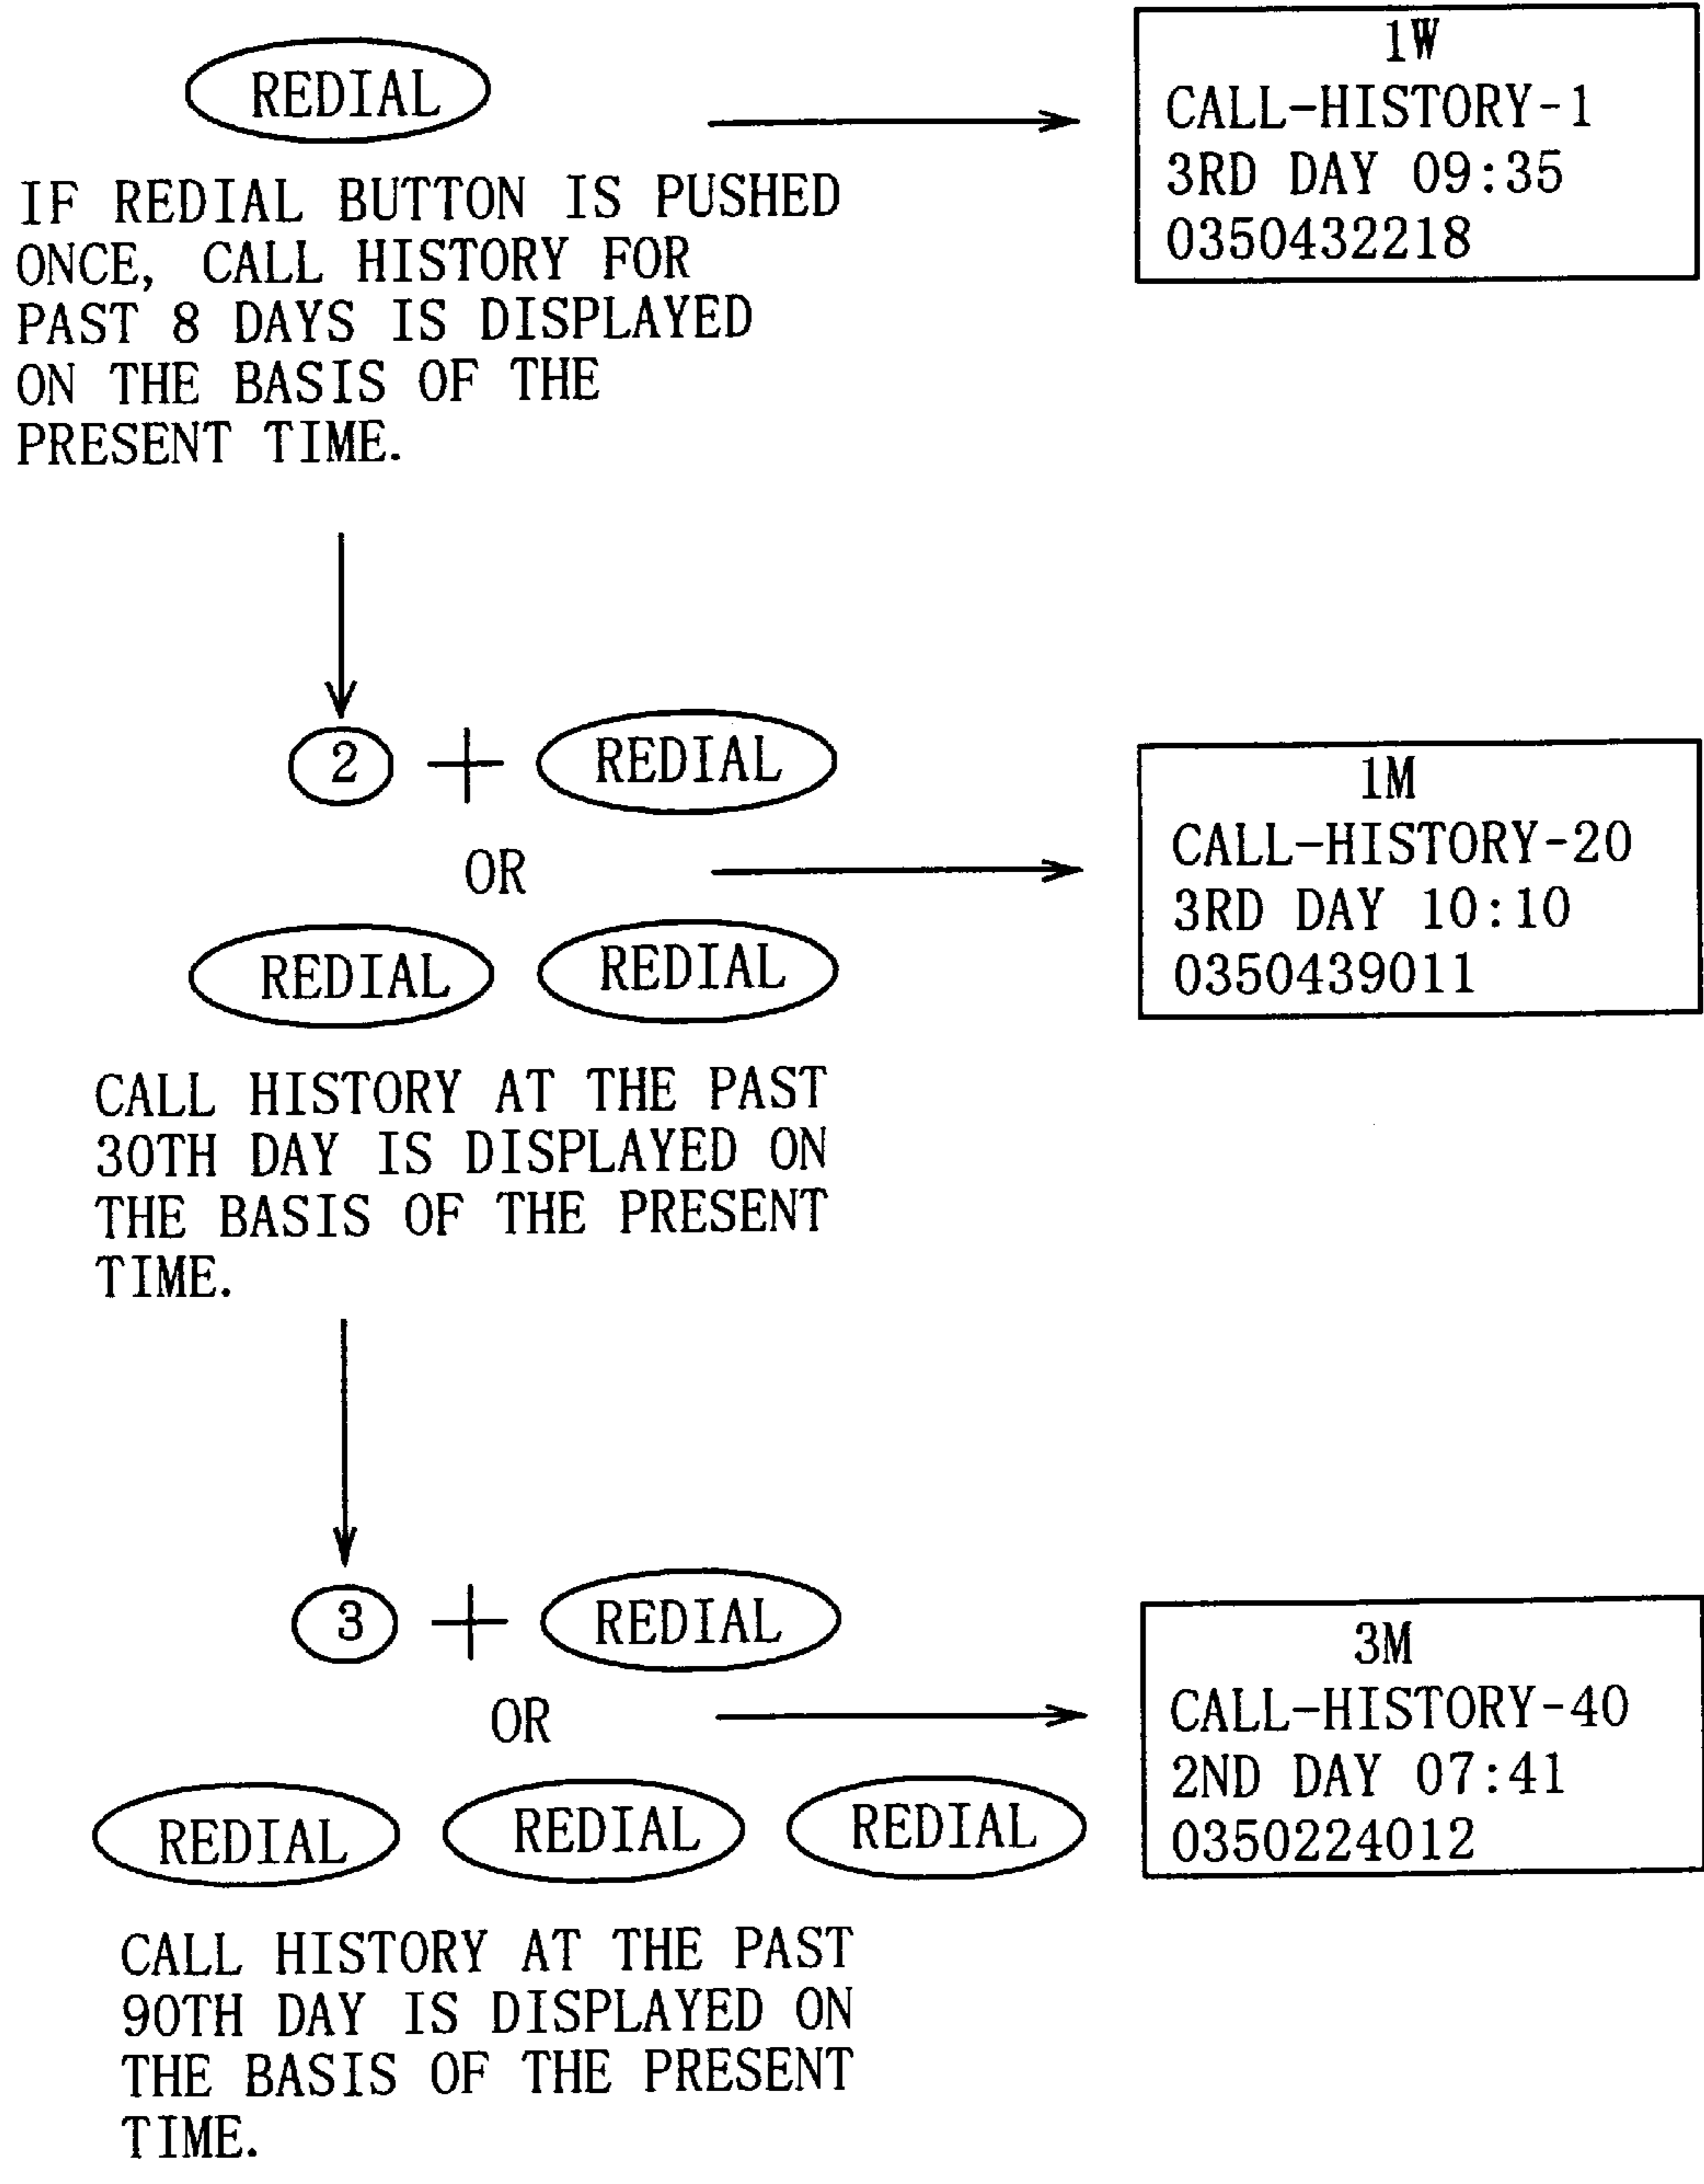 REDIAL
IF REDIAL BUTTON IS PUSHED
ONCE, CALL HISTORY FOR
PAST 8 DAYS IS DISPLAYED
ON THE BASIS OF THE
PRESENT TIME.
1W
CALL-HISTORY-1
3RD DAY 09:35
0350432218
2 + REDIAL
OR
REDIAL REDIAL
CALL HISTORY AT THE PAST
30TH DAY IS DISPLAYED ON
THE BASIS OF THE PRESENT
TIME.
1M
CALL-HISTORY-20
3RD DAY 10:10
0350439011
3 + REDIAL
OR
REDIAL REDIAL REDIAL
CALL HISTORY AT THE PAST
90TH DAY IS DISPLAYED ON
THE BASIS OF THE PRESENT
TIME.
3M
CALL-HISTORY-40
2ND DAY 07:41
0350224012